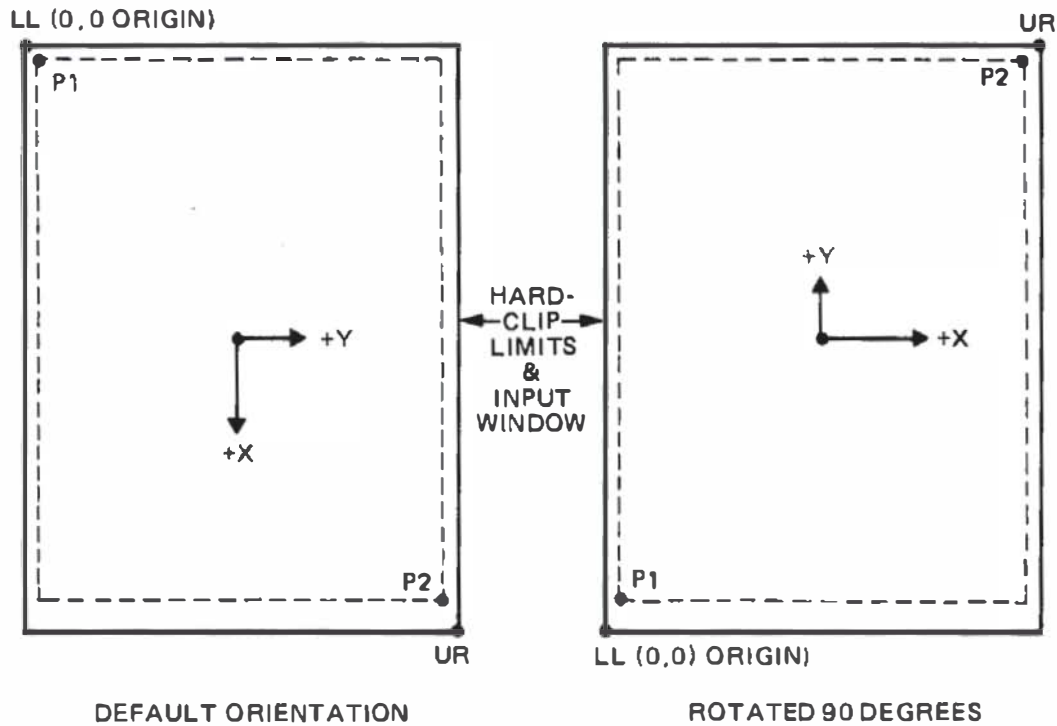 LL (0,0 ORIGIN)
P1
+Y
+X
P2
UR
DEFAULT ORIENTATION
HARD-
CLIP
LIMITS
&
INPUT
WINDOW
UR
P2
+Y
+X
P1
LL (0,0) ORIGIN)
ROTATED 90 DEGREES